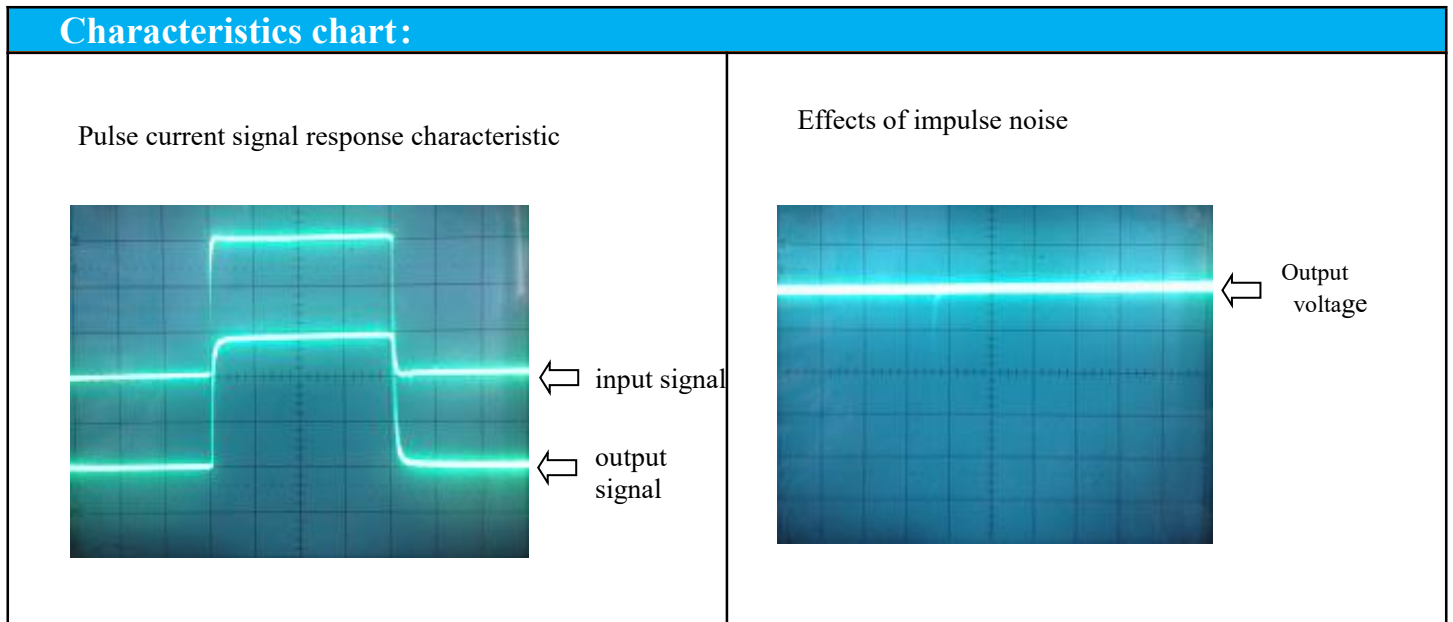 Characteristics chart:
Pulse current signal response characteristic
input signal
output
signal
Effects of impulse noise
Output
voltage